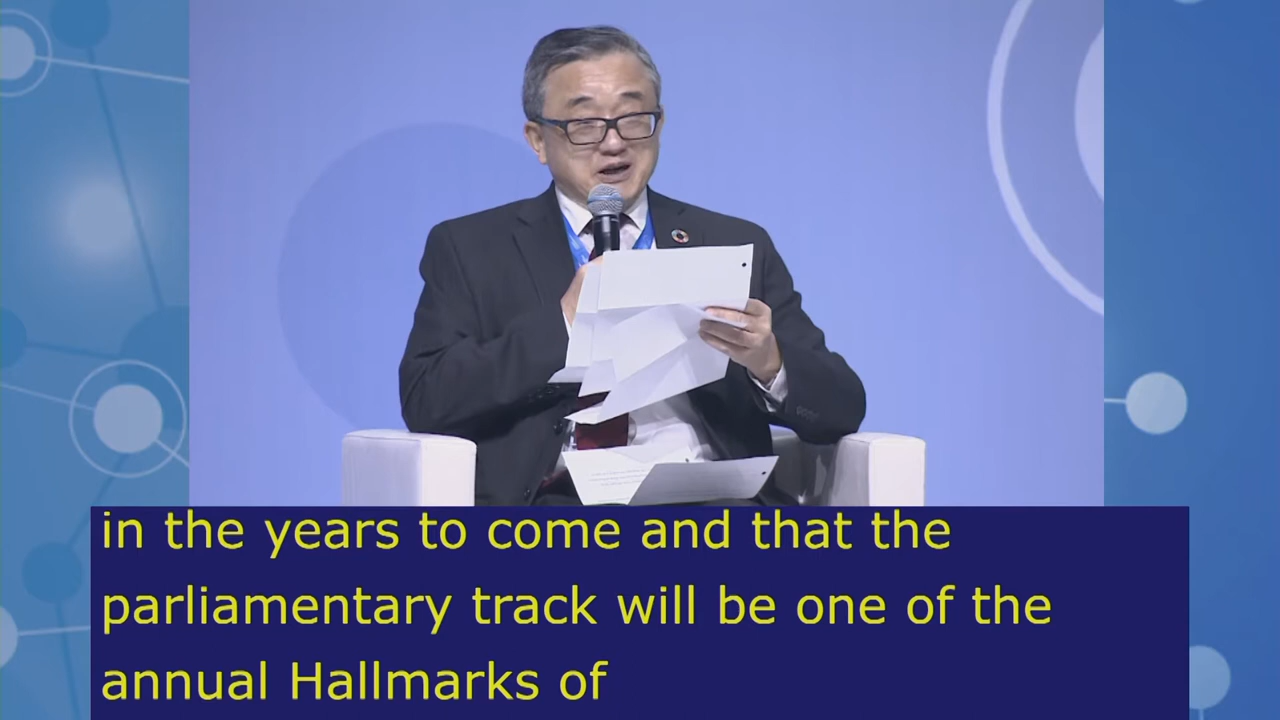 in the years to come and that the
parliamentary track will be one of the
annual Hallmarks of